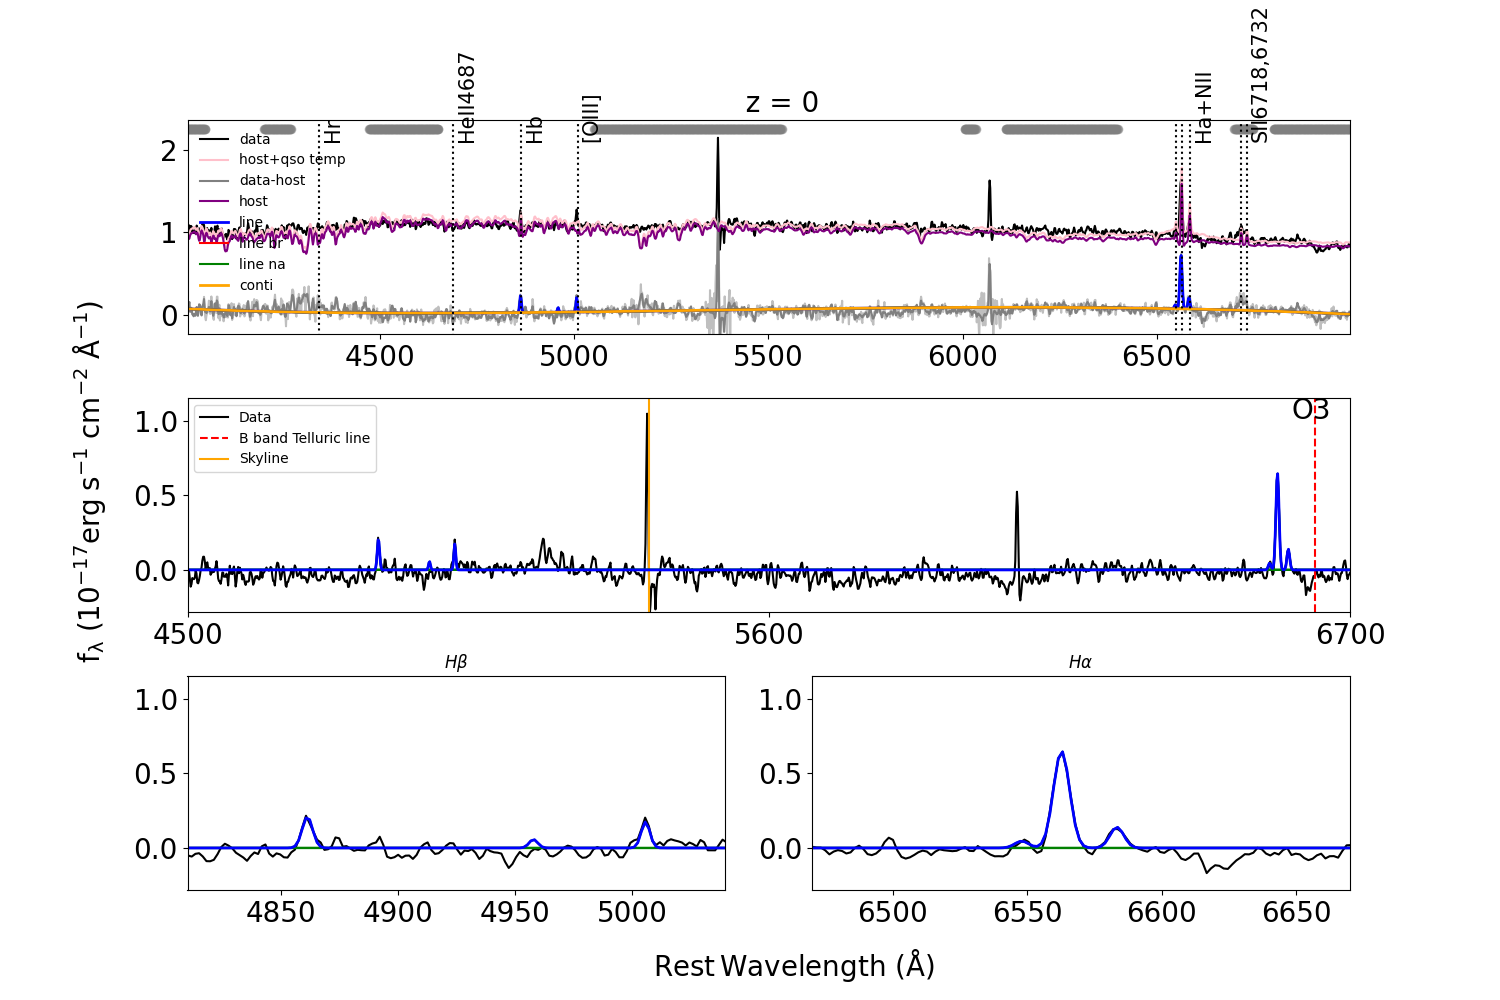 z = 0
Hr
HeII4687
Hb
[OIII]
Ha+NII
SII6718,6732
data
host+qso temp
data-host
host
line
line br
line na
conti
2
1
0
4500 5000 5500 6000 6500
fλ (10⁻¹⁷erg s⁻¹ cm⁻² Å⁻¹)
Data
B band Telluric line
Skyline
O3
1.0
0.5
0.0
4500 5600 6700
Hβ
1.0
0.5
0.0
4850 4900 4950 5000
Hα
1.0
0.5
0.0
6500 6550 6600 6650
Rest Wavelength (Å)